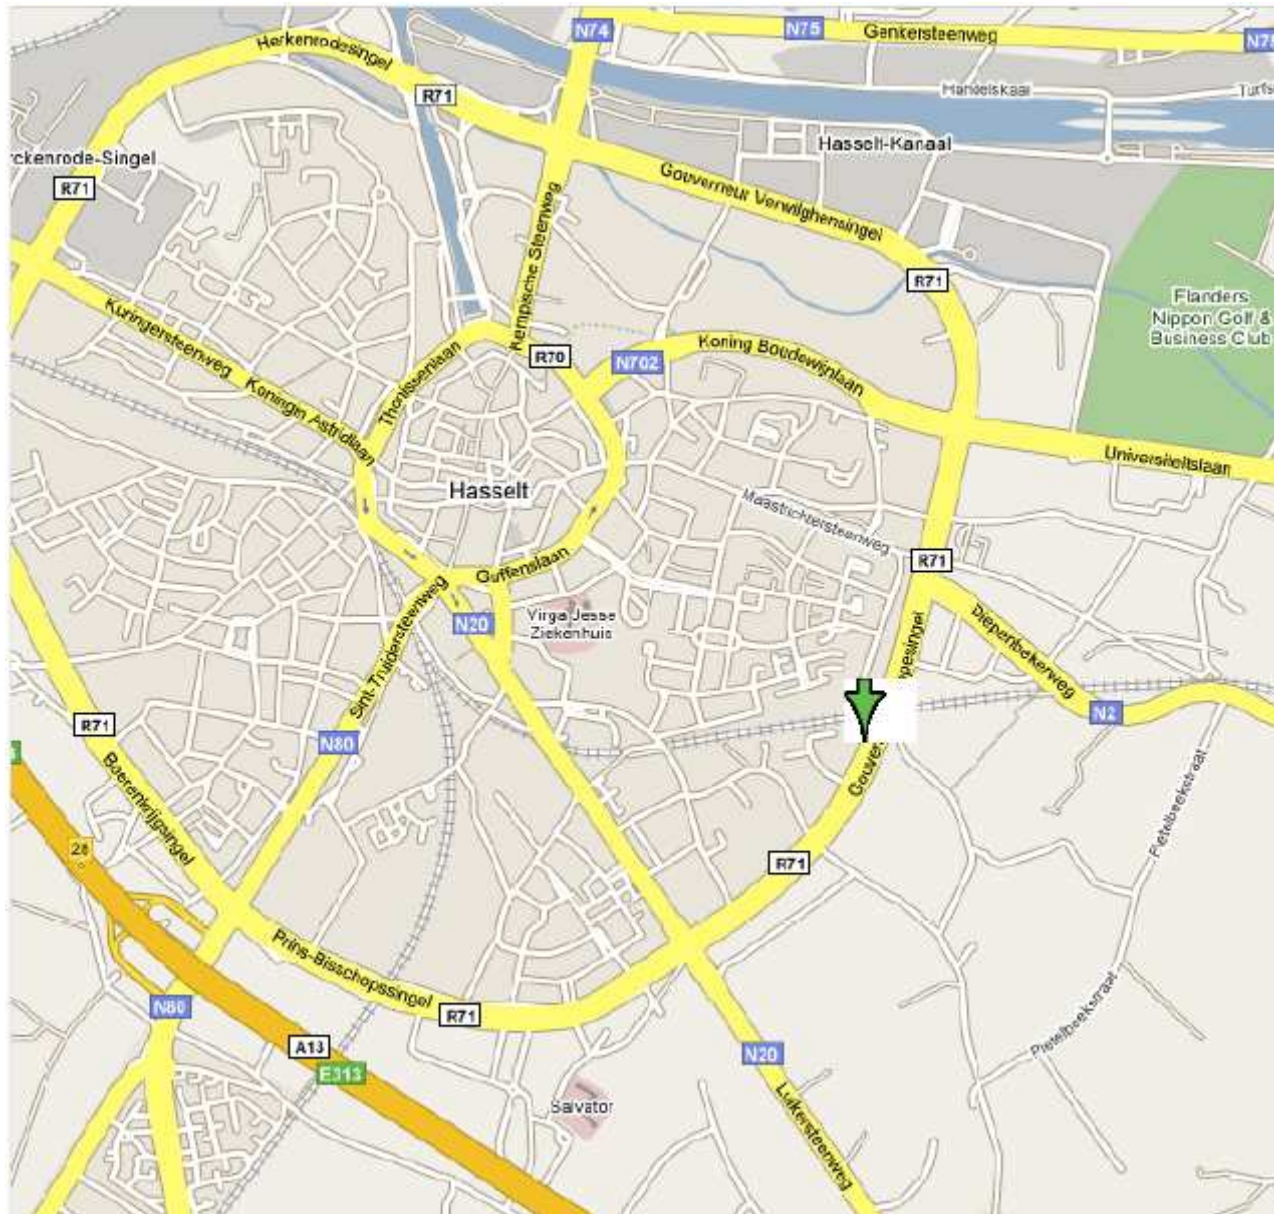 N74
N75
Genkersteenweg
Herkenrodesingel
R71
Handelskaai
Hasselt-Kanaal
R71
Gouverneur Verwilghensingel
Kempische Steenweg
R71
Flanders
Nippon Golf &
Business Club
Kuringersteenweg
Koningin Astridlaan
Thonissenlaan
R70
N702
Koning Boudewijnlaan
Universiteitslaan
Hasselt
Maastrichtersteenweg
R71
Guffenslaan
N20
Virga Jesse
Ziekenhuis
Diepenbekerweg
Sint-Truidersteenweg
N2
R71
N80
Boerenkrijgsingel
Pietelbeekstraat
R71
Prins-Bisschopssingel
N80
R71
A13
E313
N20
Pietelbeekstraat
Salvator
Luikersteenweg